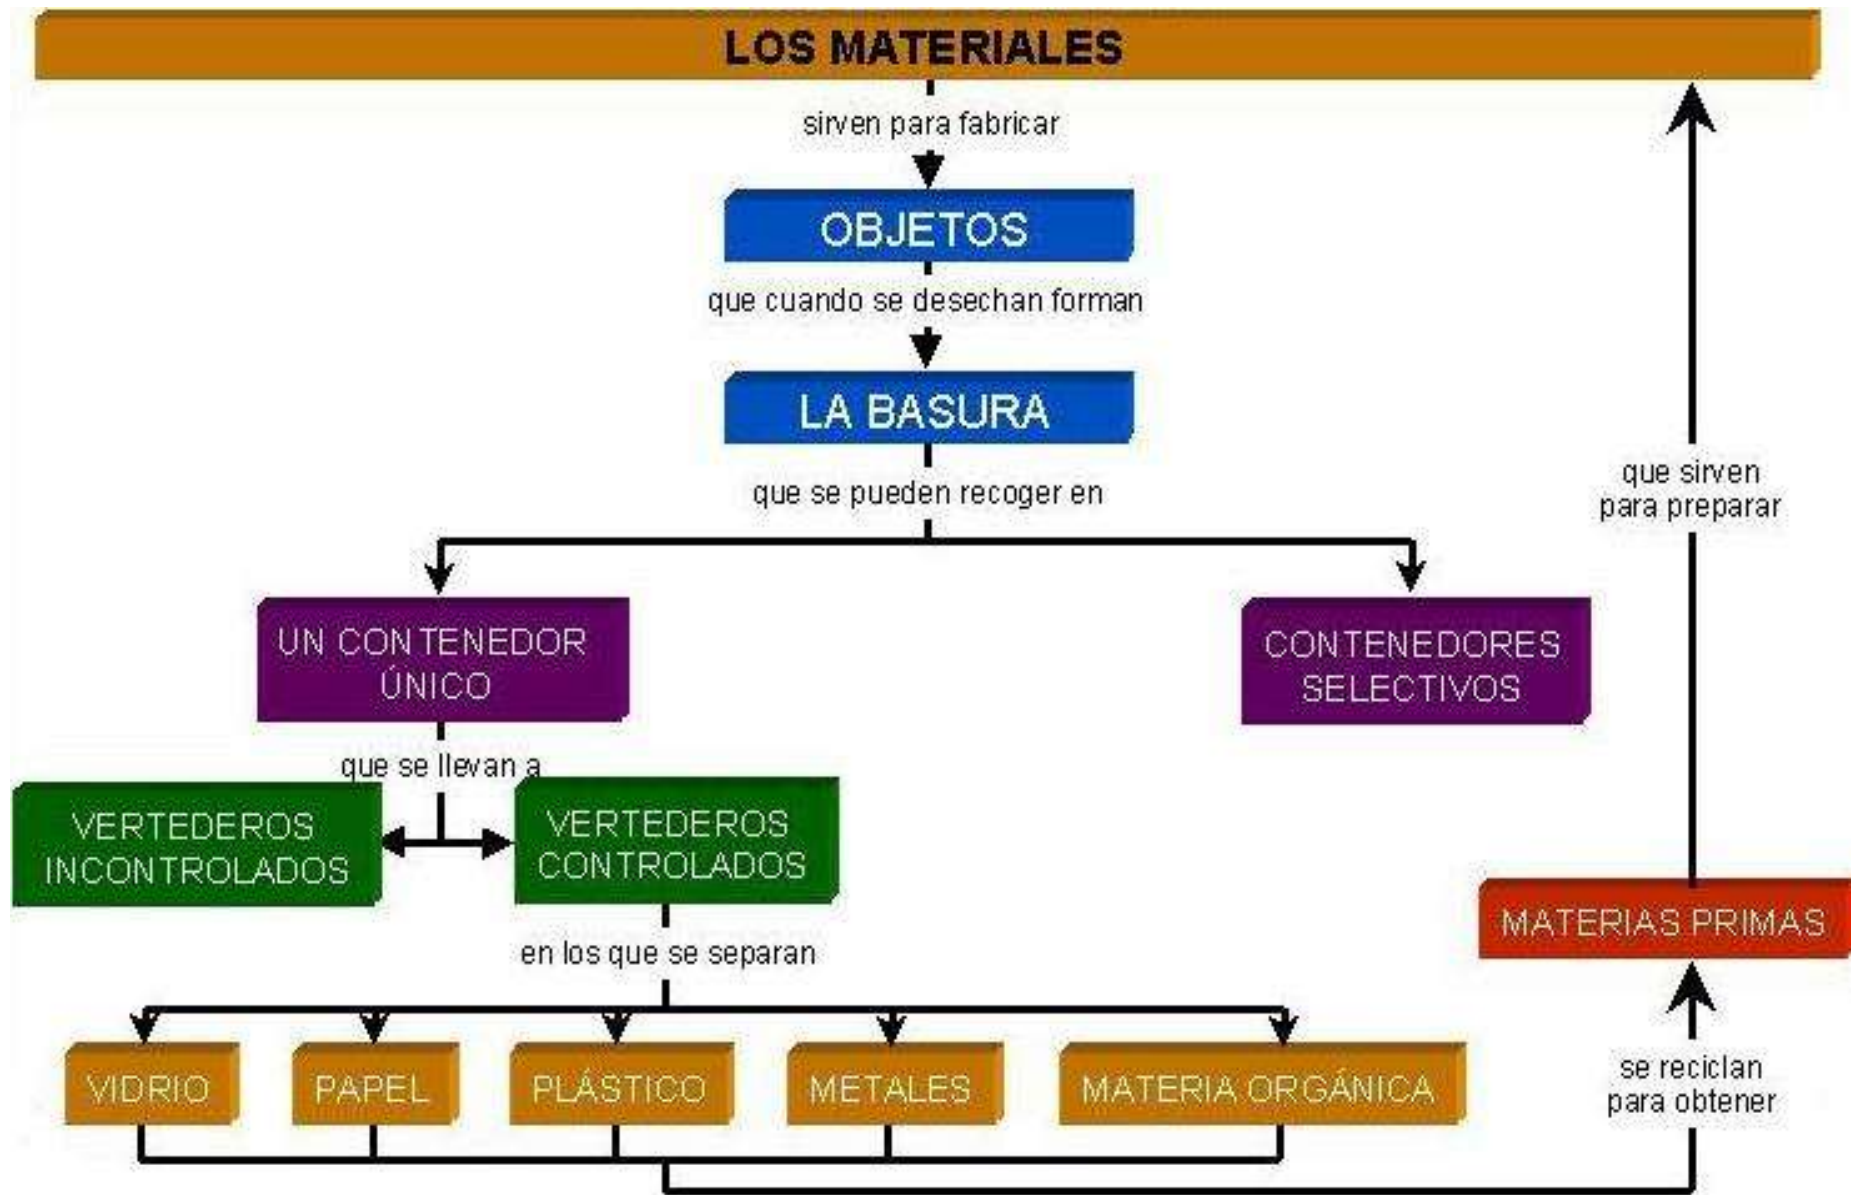 LOS MATERIALES
sirven para fabricar
OBJETOS
que cuando se desechan forman
LA BASURA
que se pueden recoger en
que sirven
para preparar
UN CONTENEDOR
ÚNICO
CONTENEDORES
SELECTIVOS
que se llevan a
VERTEDEROS
INCONTROLADOS
VERTEDEROS
CONTROLADOS
MATERIAS PRIMAS
en los que se separan
VIDRIO
PAPEL
PLÁSTICO
METALES
MATERIA ORGÁNICA
se reciclan
para obtener